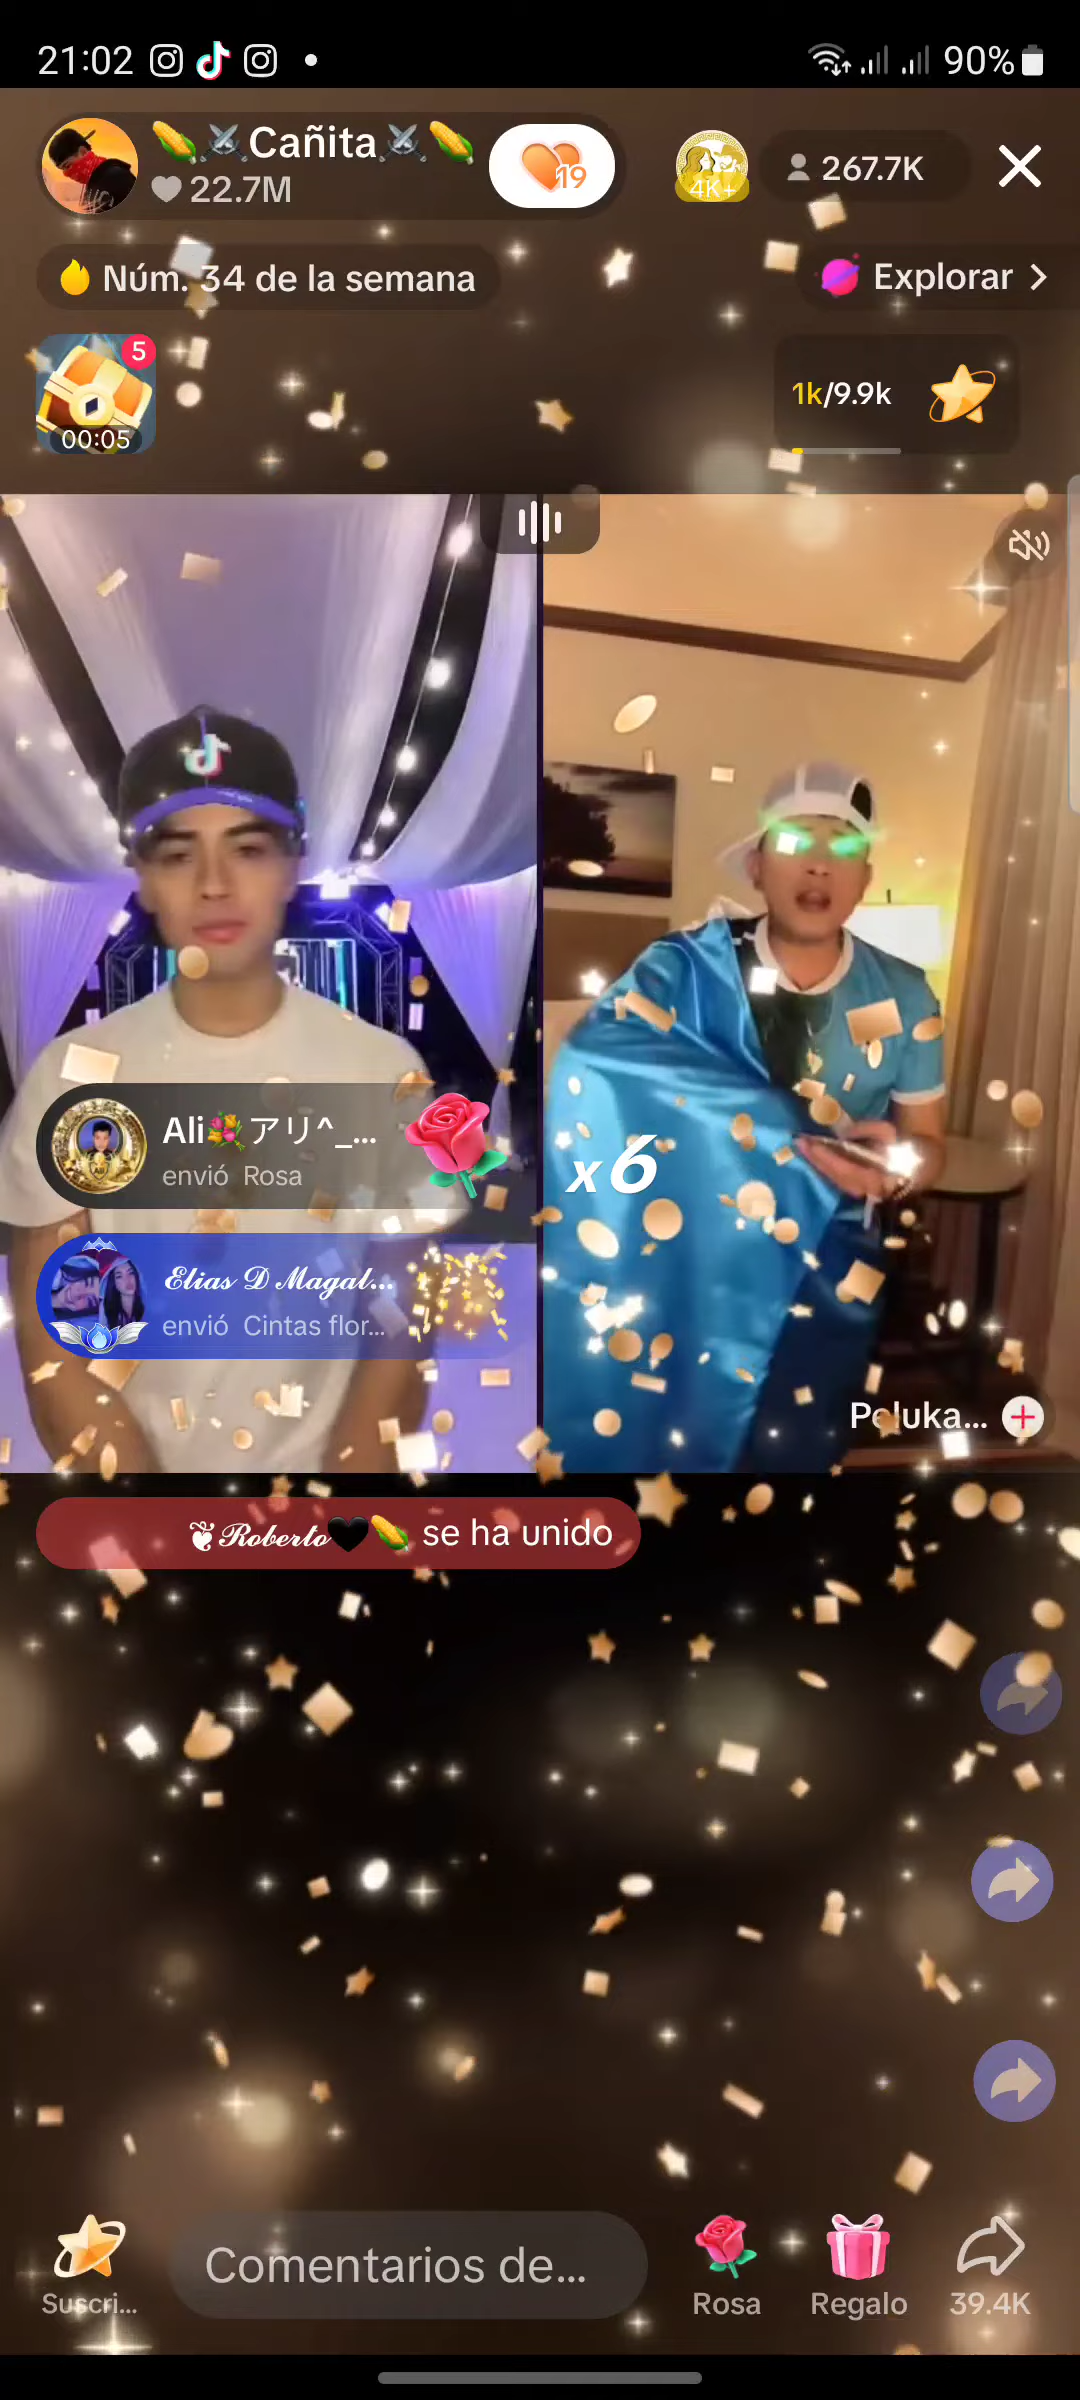 21:02
90%
🌽⚔️Cañita⚔️🌽
22.7M
19
4K+
267.7K
Núm. 34 de la semana
Explorar
5
00:05
1k/9.9k
Ali💐アリ^_...
envió Rosa
x6
Elias D Magal...
envió Cintas flor...
Peluka...
❦Roberto🖤🌽 se ha unido
Suscri...
Comentarios de...
Rosa
Regalo
39.4K